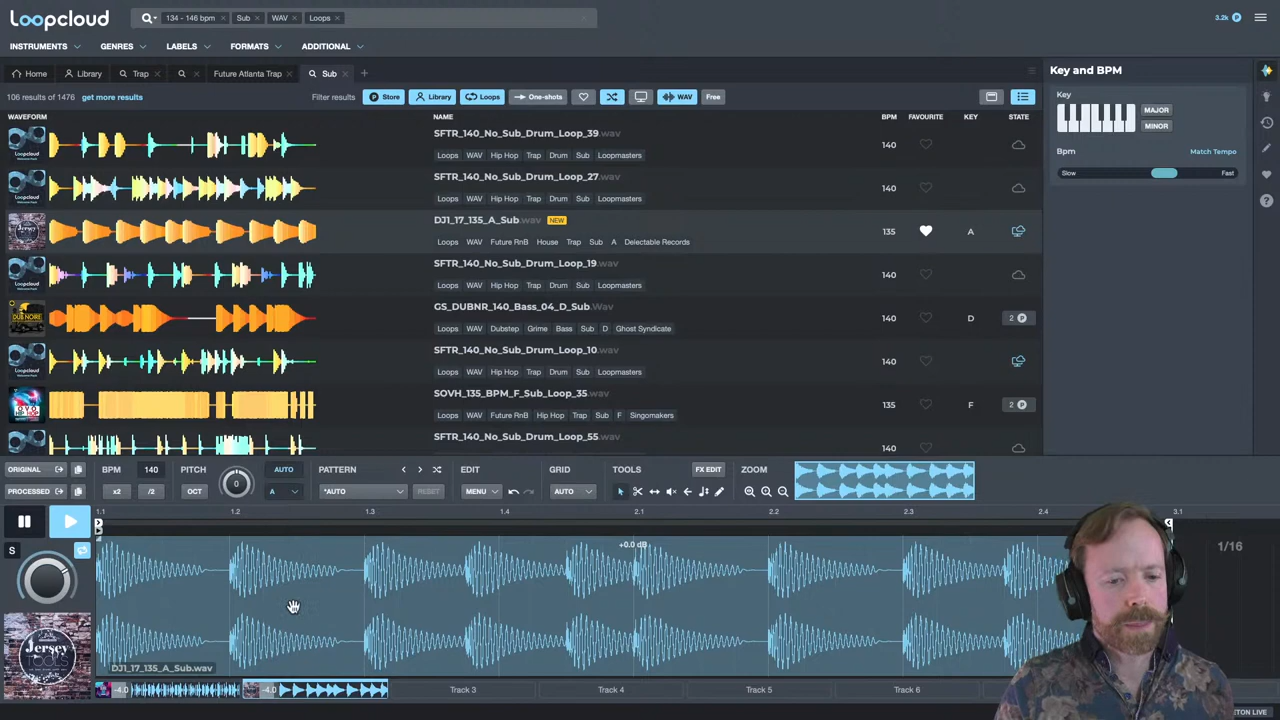 Loopcloud
134 - 146 bpm × Sub × WAV × Loops ×
3.2k P
INSTRUMENTS GENRES LABELS FORMATS ADDITIONAL
Home Library Trap × × Future Atlanta Trap × Sub × +
106 results of 1476 get more results Filter results P Store Library Loops One-shots WAV Free
WAVEFORM NAME BPM FAVOURITE KEY STATE
SFTR_140_No_Sub_Drum_Loop_39.wav
Loops WAV Hip Hop Trap Drum Sub Loopmasters
140
SFTR_140_No_Sub_Drum_Loop_27.wav
Loops WAV Hip Hop Trap Drum Sub Loopmasters
140
DJ1_17_135_A_Sub.wav NEW
Loops WAV Future RnB House Trap Sub A Delectable Records
135 A
SFTR_140_No_Sub_Drum_Loop_19.wav
Loops WAV Hip Hop Trap Drum Sub Loopmasters
140
GS_DUBNR_140_Bass_04_D_Sub.Wav
Loops WAV Dubstep Grime Bass Sub D Ghost Syndicate
140 D 2 P
SFTR_140_No_Sub_Drum_Loop_10.wav
Loops WAV Hip Hop Trap Drum Sub Loopmasters
140
SOVH_135_BPM_F_Sub_Loop_35.wav
Loops WAV Future RnB Hip Hop Trap Sub F Singomakers
135 F 2 P
SFTR_140_No_Sub_Drum_Loop_55.wav
140
Key and BPM
Key
MAJOR
MINOR
Bpm Match Tempo
Slow Fast
ORIGINAL BPM 140 PITCH 0 AUTO PATTERN EDIT GRID TOOLS FX EDIT ZOOM
PROCESSED x2 /2 OCT A *AUTO RESET MENU AUTO
1.1 1.2 1.3 1.4 2.1 2.2 2.3 2.4 3.1
S
+0.0 dB
1/16
Jersey
TOOLS
DJ1_17_135_A_Sub.wav
-4.0 -4.0 Track 3 Track 4 Track 5 Track 6
TON LIVE